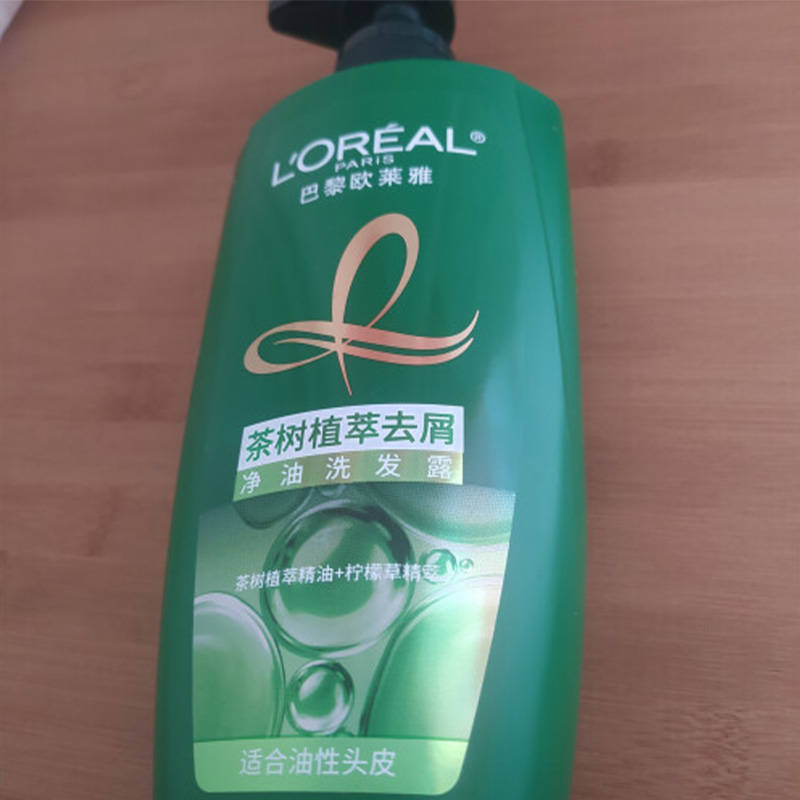 L'ORÉAL®
PARIS
巴黎欧莱雅
茶树植萃去屑
净油洗发露
茶树植萃精油+柠檬草精萃
适合油性头皮